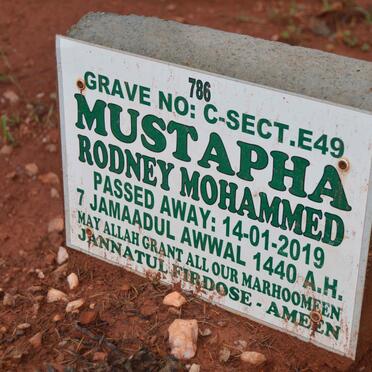 786
GRAVE NO: C-SECT.E49
MUSTAPHA
RODNEY MOHAMMED
PASSED AWAY: 14-01-2019
7 JAMAADUL AWWAL 1440 A.H.
MAY ALLAH GRANT ALL OUR MARHOOMEEN
JANNATUL FIRDOSE - AMEEN